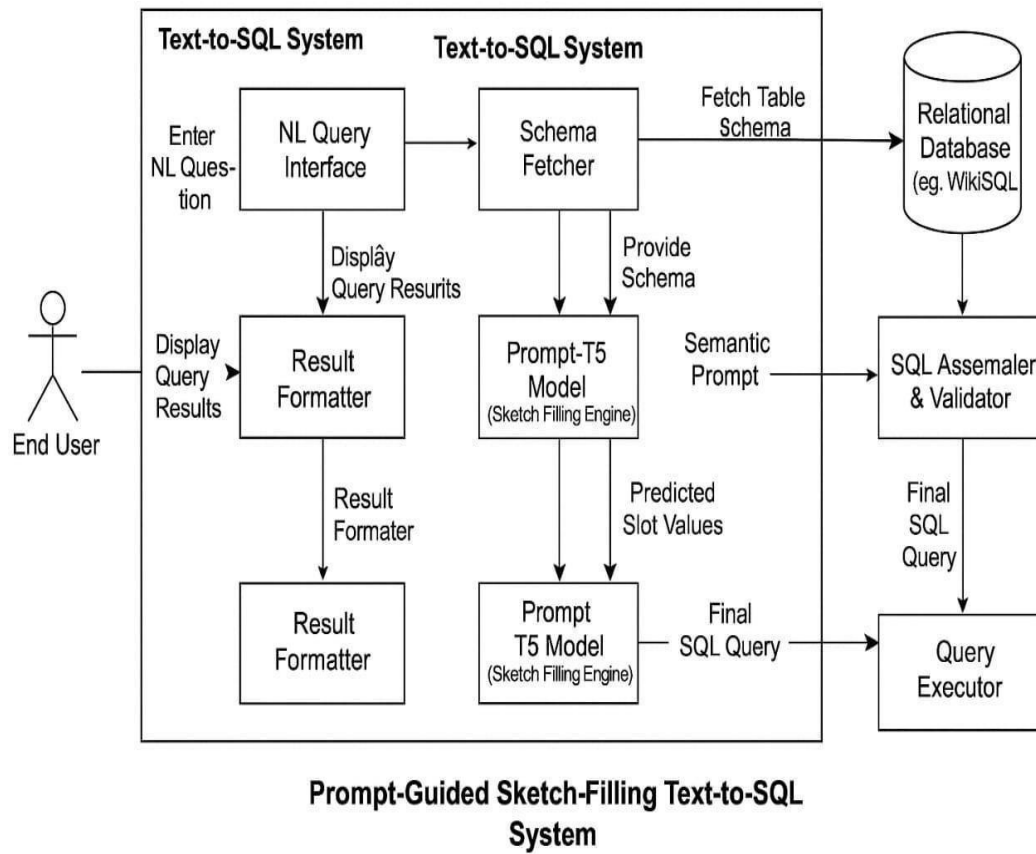 Text-to-SQL System
Text-to-SQL System
Enter
NL Ques-
tion
NL Query
Interface
Schema
Fetcher
Fetch Table
Schema
Relational
Database
(eg. WikiSQL
Displây
Query Resurits
Provide
Schema
End User
Display
Query
Results
Result
Formatter
Prompt-T5
Model
(Sketch Filling Engine)
Semantic
Prompt
SQL Assemaler
& Validator
Result
Formater
Predicted
Slot Values
Final
SQL
Query
Result
Formatter
Prompt
T5 Model
(Sketch Filling Engine)
Final
SQL Query
Query
Executor
Prompt-Guided Sketch-Filling Text-to-SQL
System